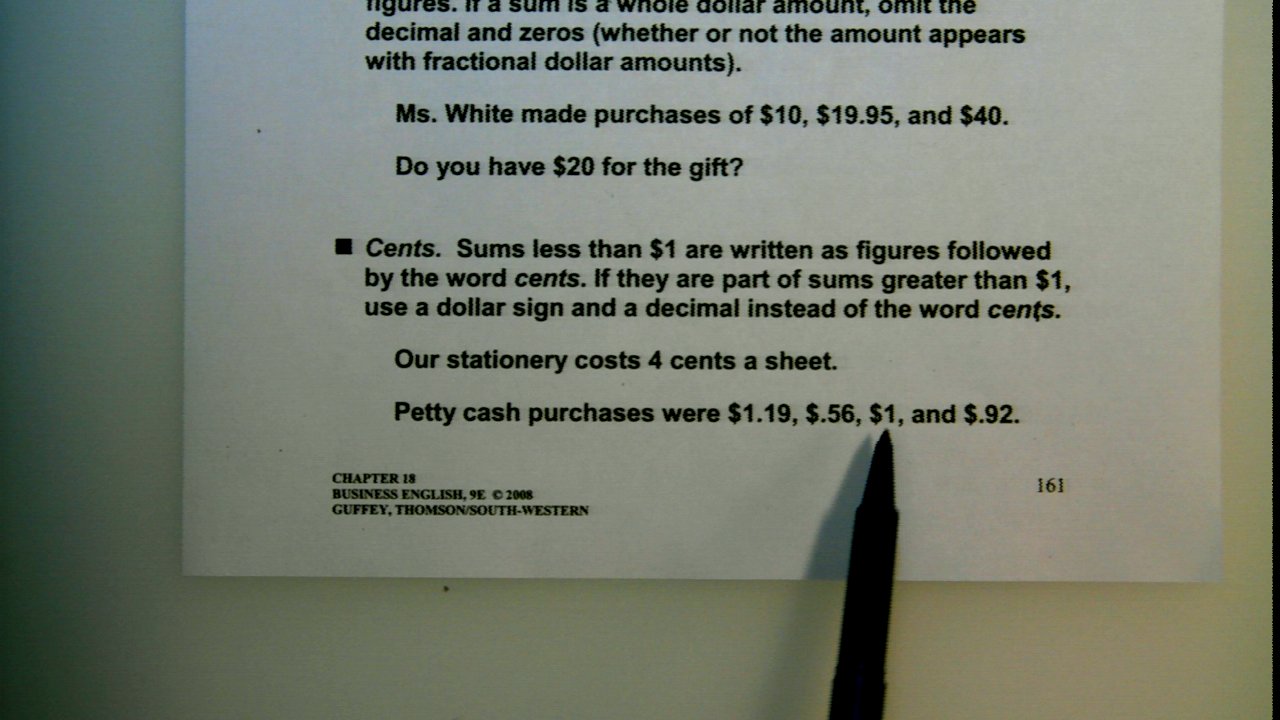 figures. If a sum is a whole dollar amount, omit the
decimal and zeros (whether or not the amount appears
with fractional dollar amounts).
Ms. White made purchases of $10, $19.95, and $40.
Do you have $20 for the gift?
■ Cents. Sums less than $1 are written as figures followed
by the word cents. If they are part of sums greater than $1,
use a dollar sign and a decimal instead of the word cents.
Our stationery costs 4 cents a sheet.
Petty cash purchases were $1.19, $.56, $1, and $.92.
CHAPTER 18
BUSINESS ENGLISH, 9E © 2008
GUFFEY, THOMSON/SOUTH-WESTERN
161